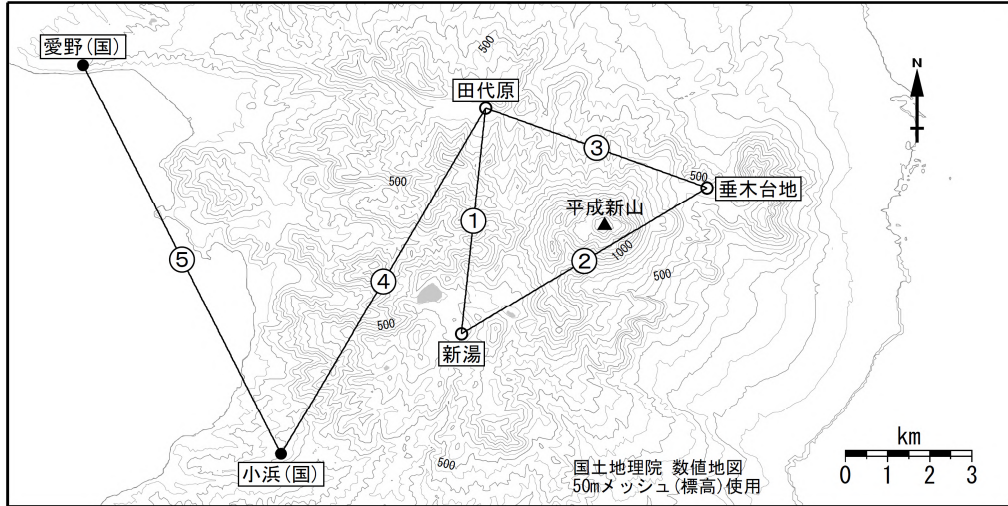 愛野(国)
500
田代原
N
③
500
500
垂木台地
平成新山
①
②
1000
⑤
④
500
500
新湯
km
0 1 2 3
小浜(国)
500
国土地理院 数値地図
50mメッシュ(標高)使用